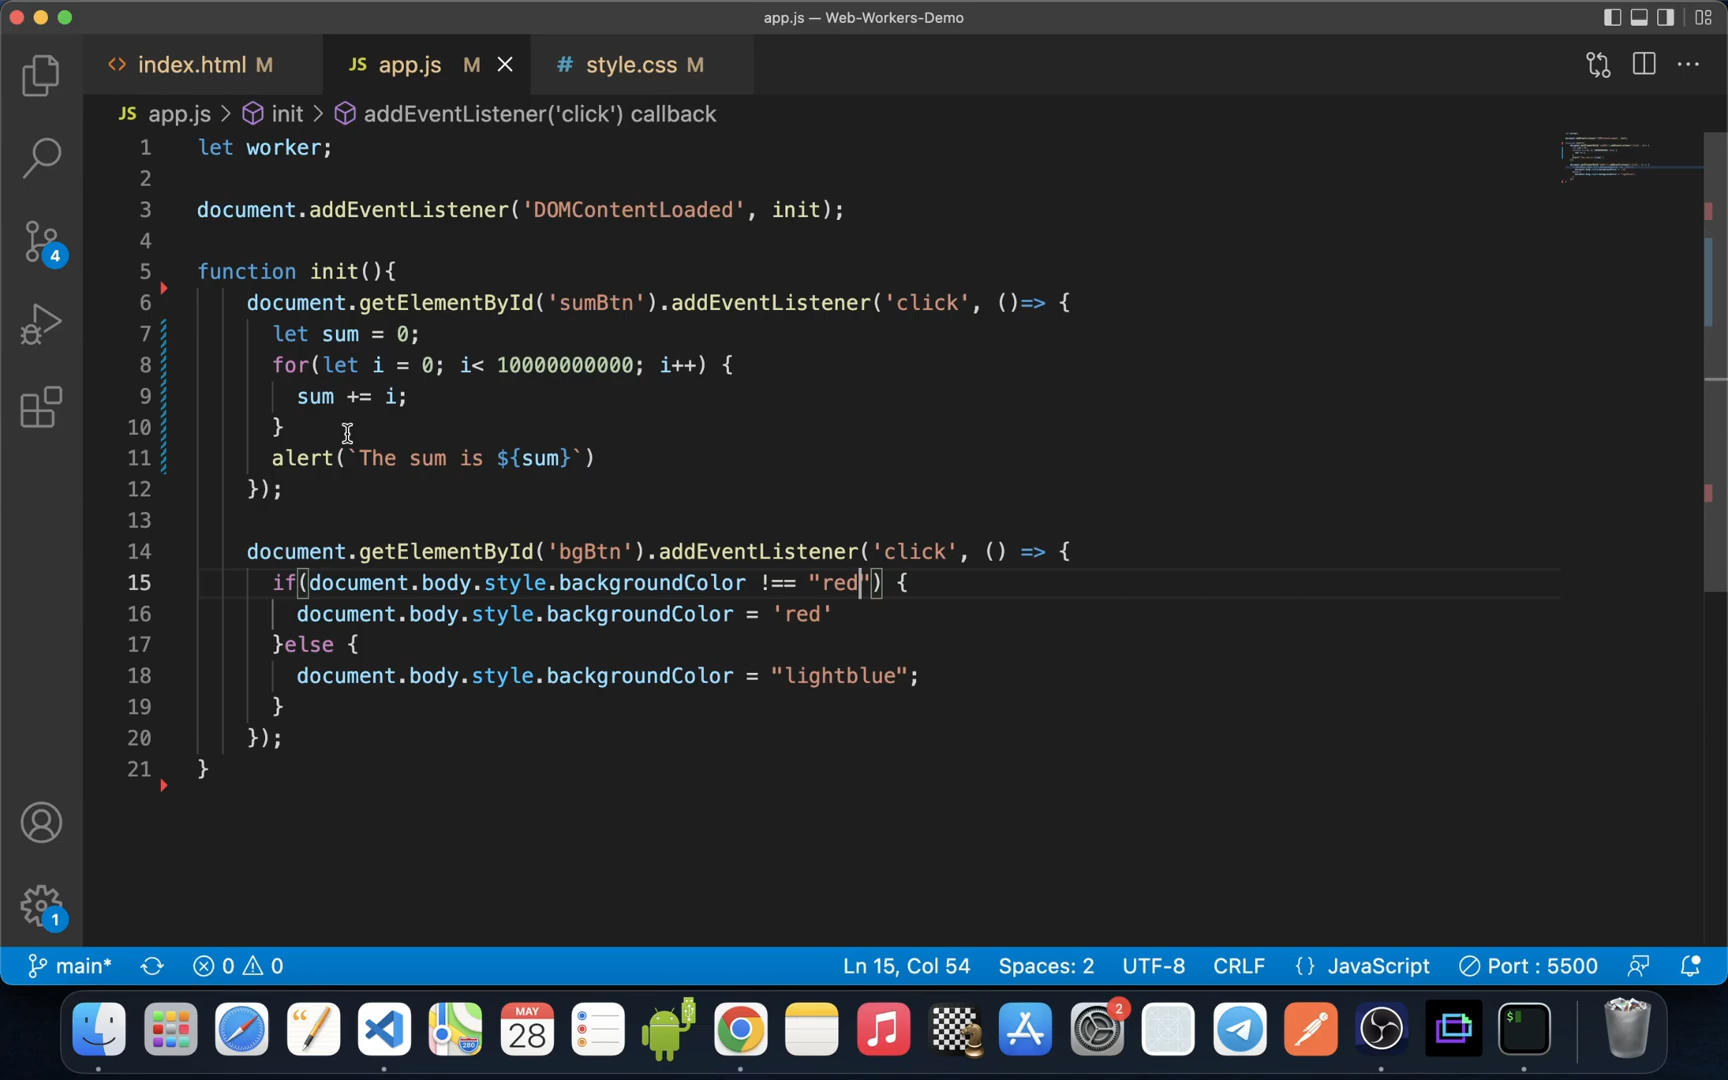 app.js — Web-Workers-Demo
<> index.html M
JS app.js M
# style.css M
JS app.js > init > addEventListener('click') callback
1 let worker;
2
3 document.addEventListener('DOMContentLoaded', init);
4
5 function init(){
6 document.getElementById('sumBtn').addEventListener('click', ()=> {
7 let sum = 0;
8 for(let i = 0; i< 10000000000; i++) {
9 sum += i;
10 }
11 alert(`The sum is ${sum}`)
12 });
13
14 document.getElementById('bgBtn').addEventListener('click', () => {
15 if(document.body.style.backgroundColor !== "red") {
16 document.body.style.backgroundColor = 'red'
17 }else {
18 document.body.style.backgroundColor = "lightblue";
19 }
20 });
21 }
4
1
main* 0 0 Ln 15, Col 54 Spaces: 2 UTF-8 CRLF {} JavaScript Port : 5500
MAY
28
280
2
$